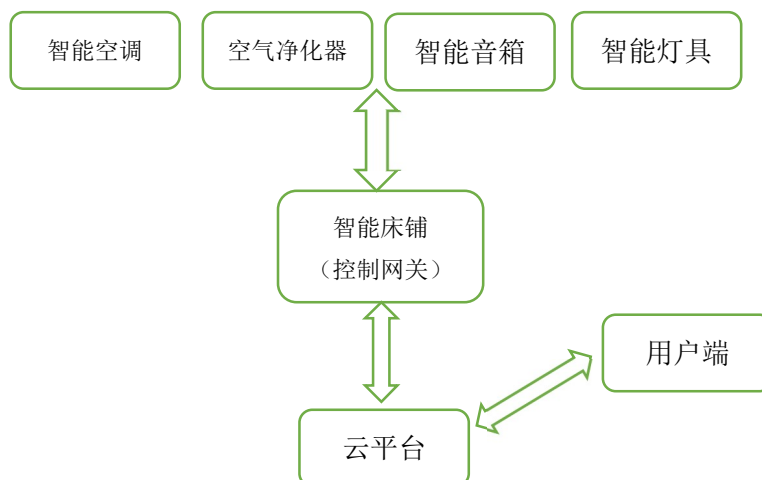 智能空调
空气净化器
智能音箱
智能灯具
智能床铺
（控制网关）
用户端
云平台